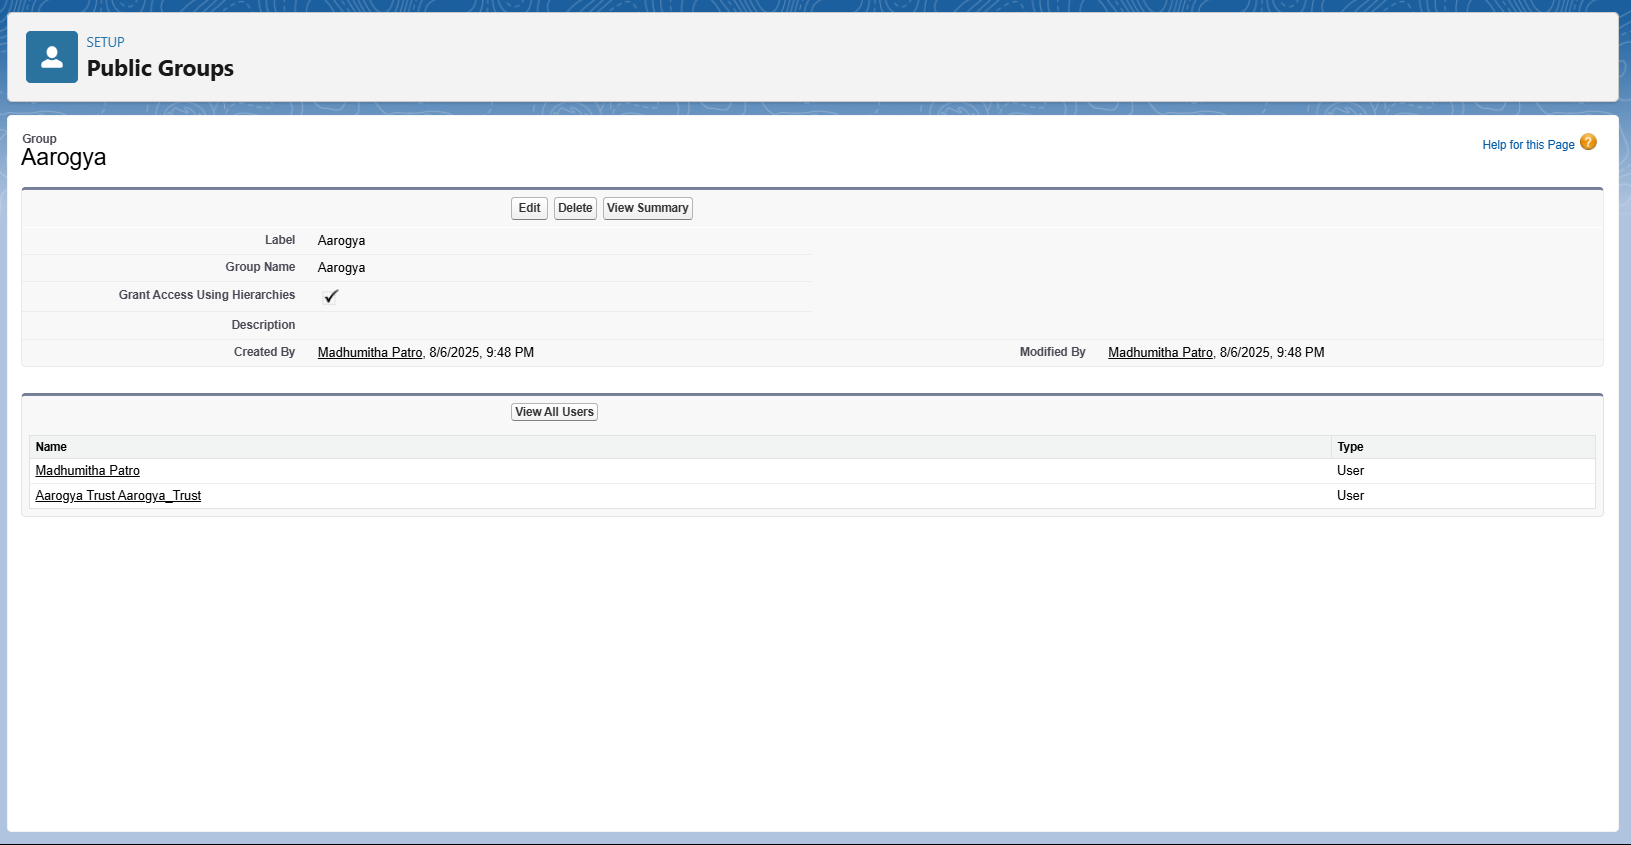 SETUP
Public Groups
Group
Aarogya
Help for this Page ?
Edit Delete View Summary
Label Aarogya
Group Name Aarogya
Grant Access Using Hierarchies
Description
Created By Madhumitha Patro, 8/6/2025, 9:48 PM Modified By Madhumitha Patro, 8/6/2025, 9:48 PM
View All Users
Name Type
Madhumitha Patro User
Aarogya Trust Aarogya_Trust User